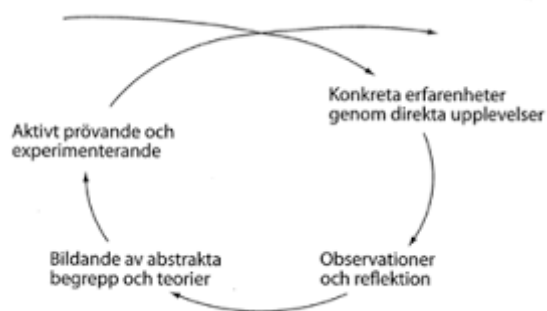 Konkreta erfarenheter
genom direkta upplevelser
Aktivt prövande och
experimenterande
Bildande av abstrakta
begrepp och teorier
Observationer
och reflektion